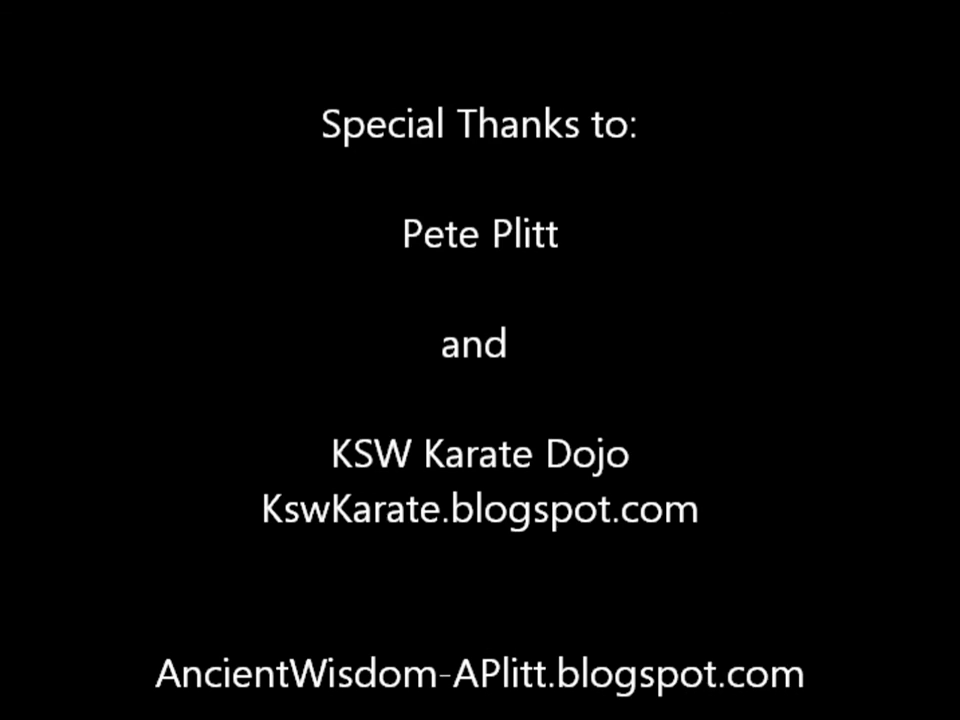 Special Thanks to:
Pete Plitt
and
KSW Karate Dojo
KswKarate.blogspot.com
AncientWisdom-APlitt.blogspot.com